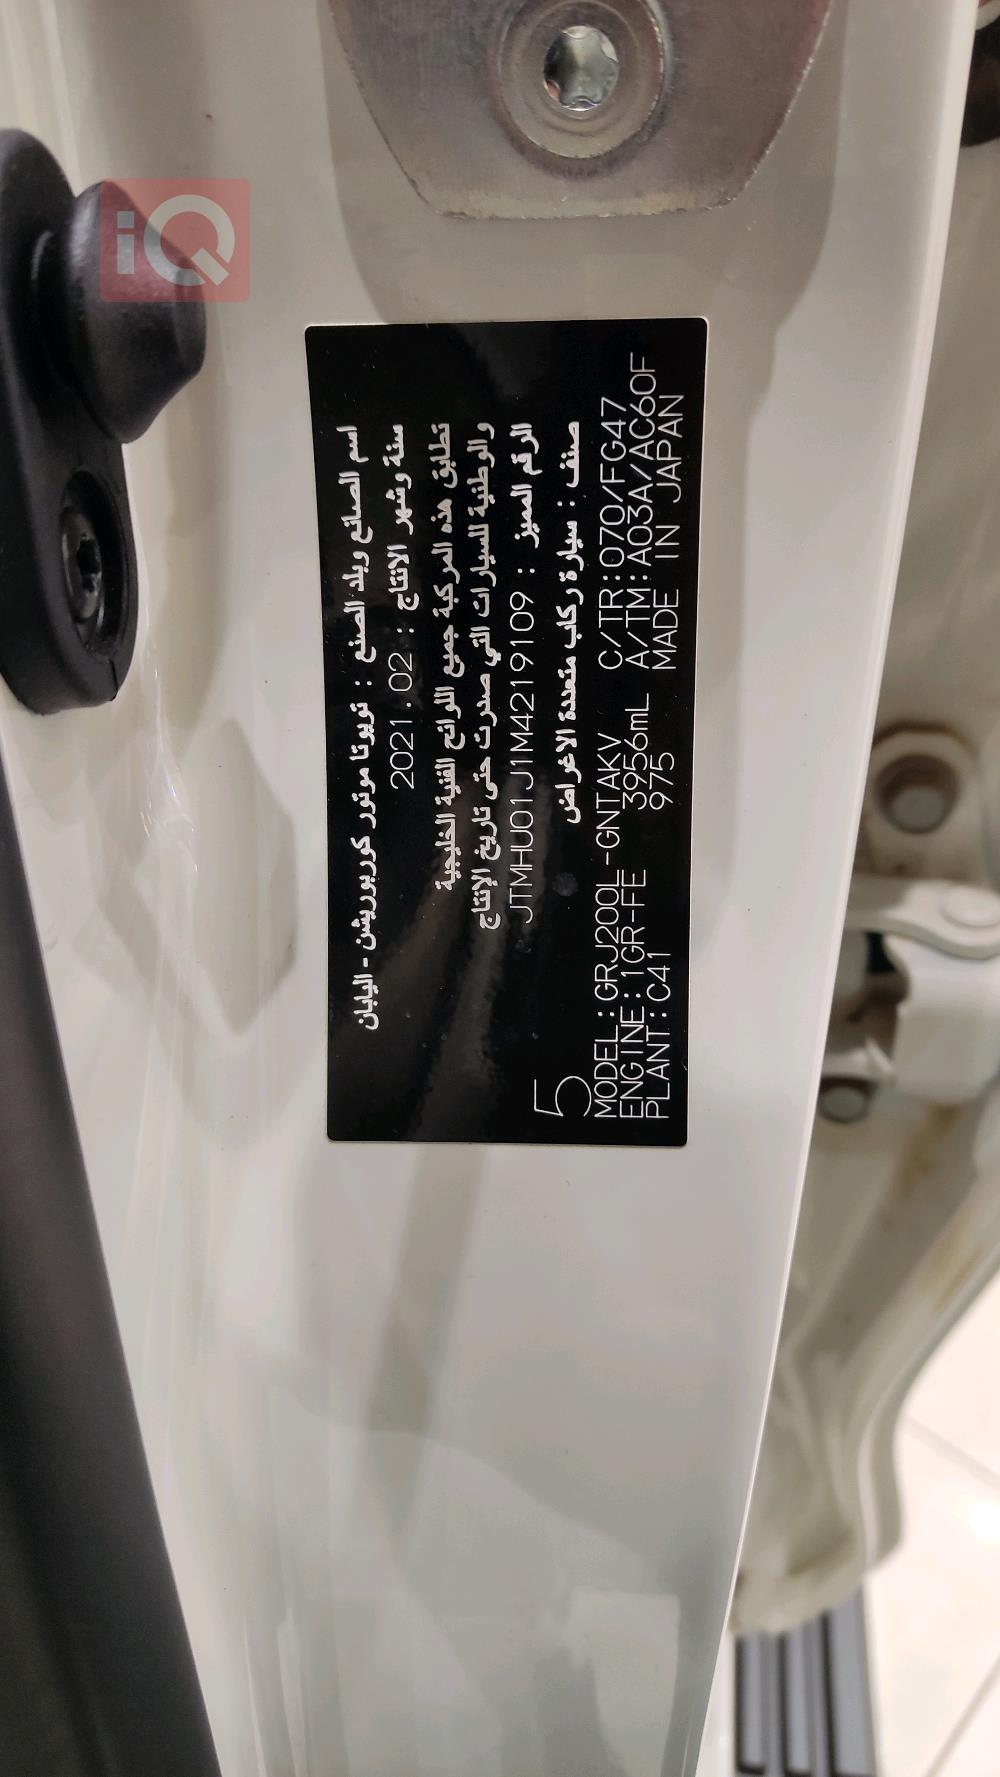 iQ
اسم الصانع وبلد الصنع : تويوتا موتور كوربوريشن - اليابان
سنة وشهر الانتاج : 2021.02
تطابق هذه المركبة جميع اللوائح الفنية الخليجية
والوطنية للسيارات التي صدرت حتى تاريخ الإنتاج
الرقم المميز : JTMHU01J1M4219109
صنف : سيارة ركاب متعددة الاغراض
5
MODEL:GRJ200L-GNTAKV C/TR:070/FG47
ENGINE:1GR-FE 3956mL A/TM:A03A/AC60F
PLANT:C41 975 MADE IN JAPAN